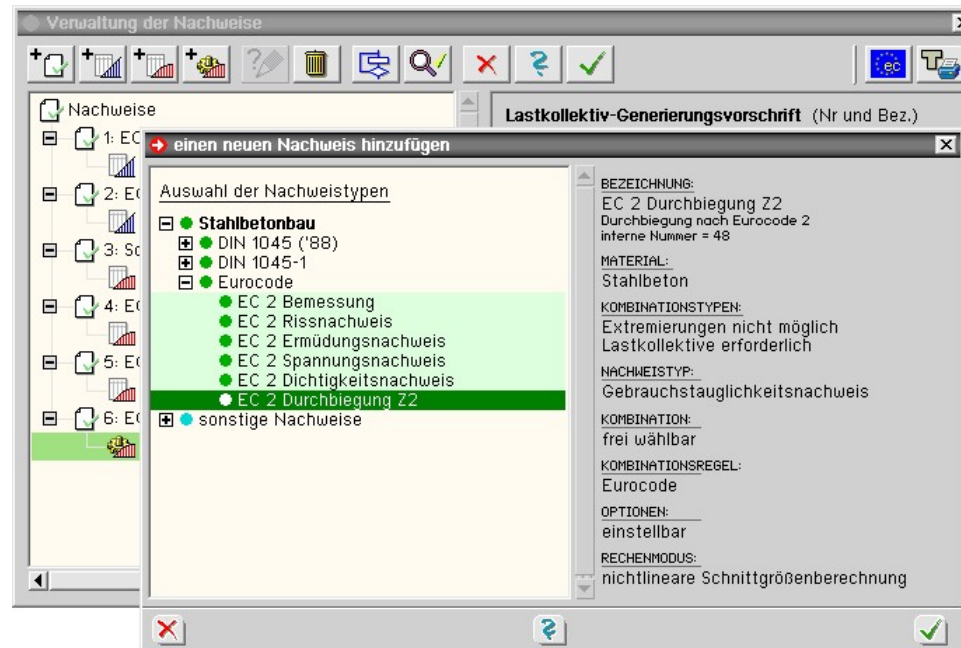 Verwaltung der Nachweise
ec
Nachweise
Lastkollektiv-Generierungsvorschrift (Nr und Bez.)
1: EC
2: E
3: Sc
4: EC
5: E
6: E
einen neuen Nachweis hinzufügen
Auswahl der Nachweistypen
Stahlbetonbau
DIN 1045 ('88)
DIN 1045-1
Eurocode
EC 2 Bemessung
EC 2 Rissnachweis
EC 2 Ermüdungsnachweis
EC 2 Spannungsnachweis
EC 2 Dichtigkeitsnachweis
EC 2 Durchbiegung Z2
sonstige Nachweise
BEZEICHNUNG:
EC 2 Durchbiegung Z2
Durchbiegung nach Eurocode 2
interne Nummer = 48
MATERIAL:
Stahlbeton
KOMBINATIONSTYPEN:
Extremierungen nicht möglich
Lastkollektive erforderlich
NACHWEISTYP:
Gebrauchstauglichkeitsnachweis
KOMBINATION:
frei wählbar
KOMBINATIONSREGEL:
Eurocode
OPTIONEN:
einstellbar
RECHENMODUS:
nichtlineare Schnittgrößenberechnung